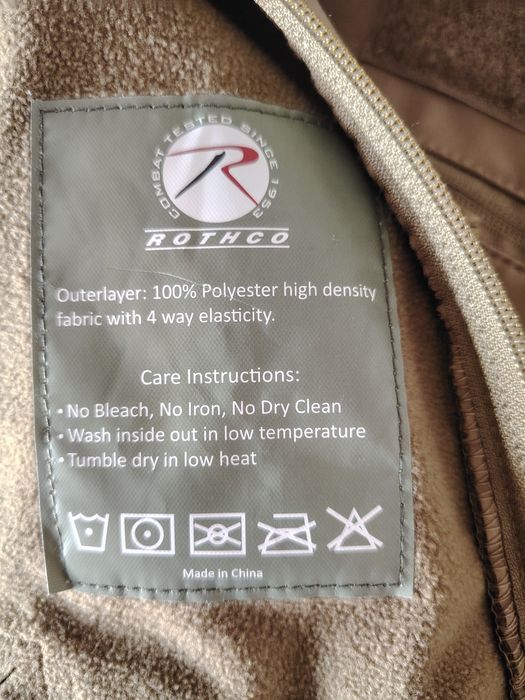 COMBAT TESTED SINCE 1953
R
ROTHCO
Outerlayer: 100% Polyester high density
fabric with 4 way elasticity.
Care Instructions:
• No Bleach, No Iron, No Dry Clean
• Wash inside out in low temperature
• Tumble dry in low heat
Made in China